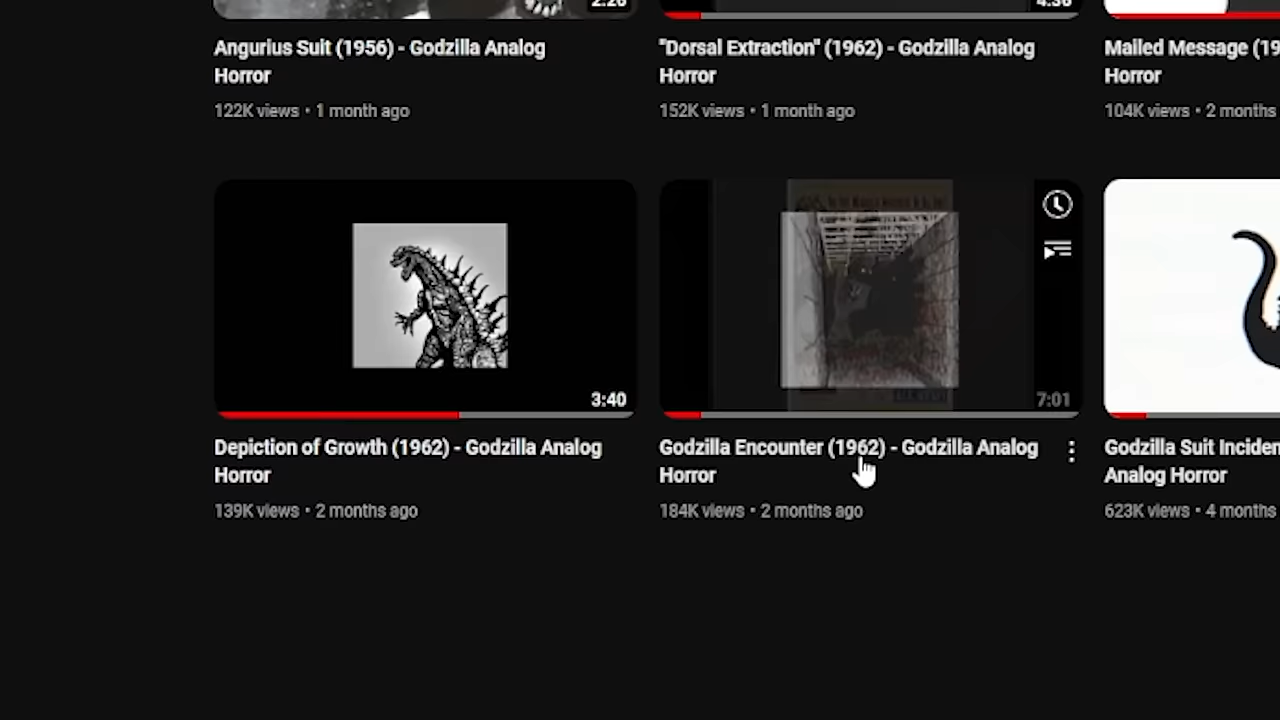 2:26
4:36
Angurius Suit (1956) - Godzilla Analog
Horror
122K views • 1 month ago
"Dorsal Extraction" (1962) - Godzilla Analog
Horror
152K views • 1 month ago
Mailed Message (19
Horror
104K views • 2 months
3:40
7:01
Depiction of Growth (1962) - Godzilla Analog
Horror
139K views • 2 months ago
Godzilla Encounter (1962) - Godzilla Analog
Horror
184K views • 2 months ago
Godzilla Suit Inciden
Analog Horror
623K views • 4 months